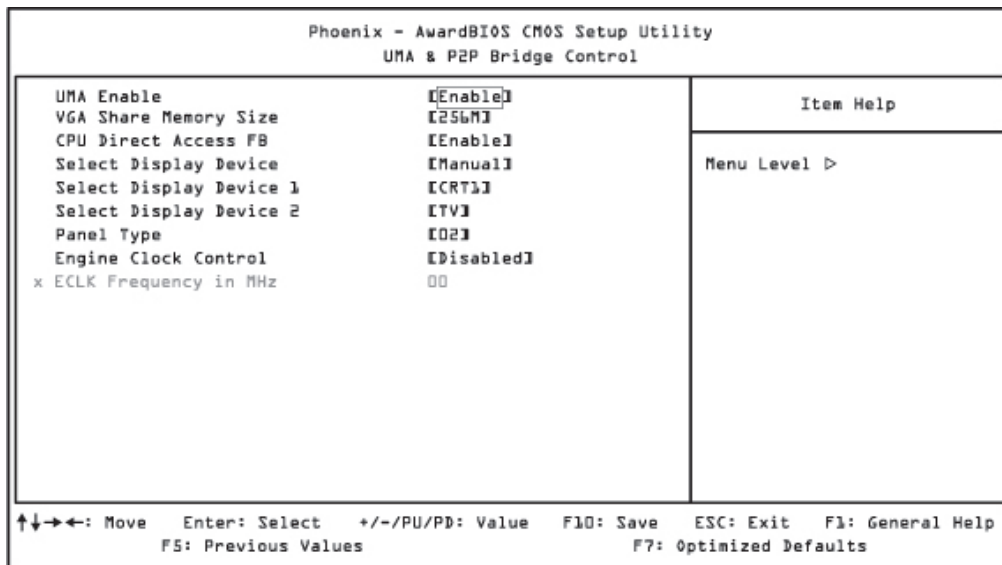 Phoenix - AwardBIOS CMOS Setup Utility
UMA & P2P Bridge Control
UMA Enable [Enable]
VGA Share Memory Size [256M]
CPU Direct Access FB [Enable]
Select Display Device [Manual]
Select Display Device 1 [CRT1]
Select Display Device 2 [TV]
Panel Type [02]
Engine Clock Control [Disabled]
x ECLK Frequency in MHz 00
Item Help
Menu Level ▷
↑↓→←: Move Enter: Select +/-/PU/PD: Value F10: Save ESC: Exit F1: General Help
F5: Previous Values F7: Optimized Defaults